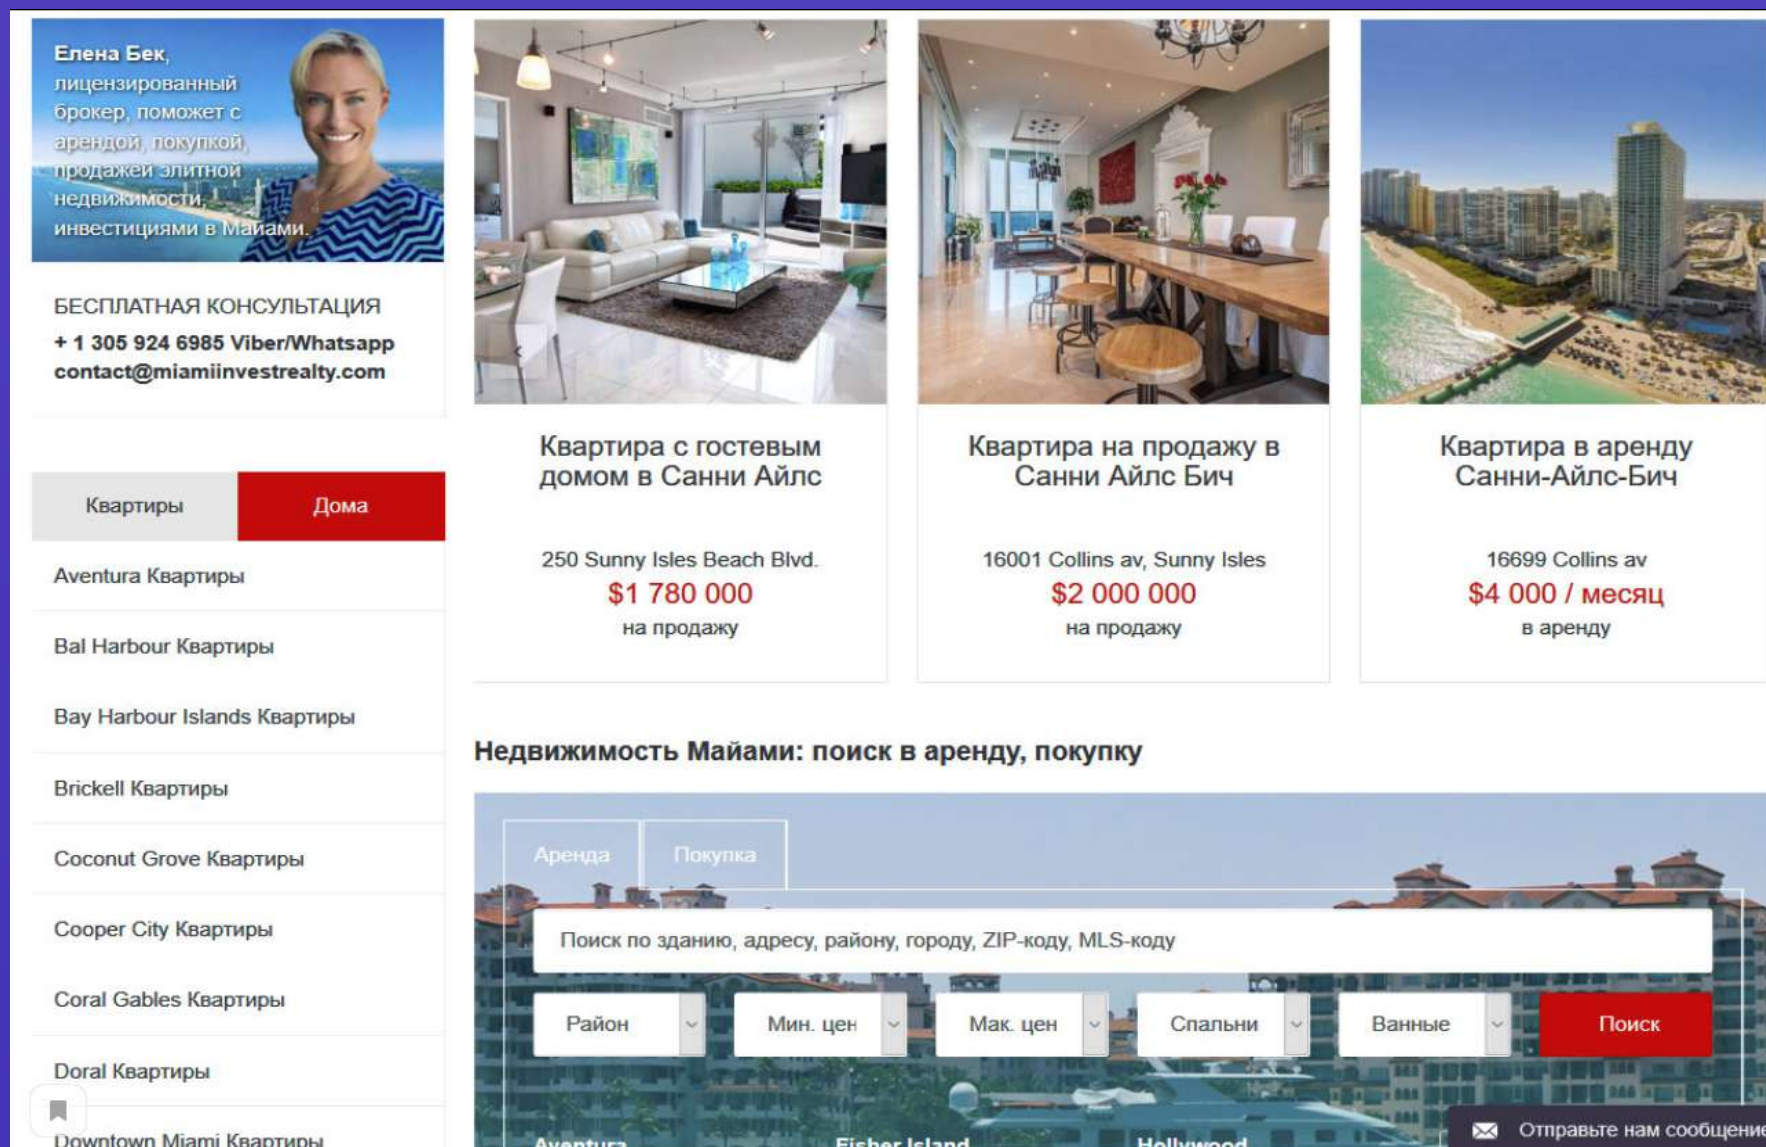 Елена Бек,
лицензированный
брокер, поможет с
арендой, покупкой,
продажей элитной
недвижимости,
инвестициями в Майами.
БЕСПЛАТНАЯ КОНСУЛЬТАЦИЯ
+ 1 305 924 6985 Viber/Whatsapp
contact@miamiinvestrealty.com
Квартиры
Дома
Aventura Квартиры
Bal Harbour Квартиры
Bay Harbour Islands Квартиры
Brickell Квартиры
Coconut Grove Квартиры
Cooper City Квартиры
Coral Gables Квартиры
Doral Квартиры
Downtown Miami Квартиры
Квартира с гостевым
домом в Санни Айлс
250 Sunny Isles Beach Blvd.
$1 780 000
на продажу
Квартира на продажу в
Санни Айлс Бич
16001 Collins av, Sunny Isles
$2 000 000
на продажу
Квартира в аренду
Санни-Айлс-Бич
16699 Collins av
$4 000 / месяц
в аренду
Недвижимость Майами: поиск в аренду, покупку
Аренда
Покупка
Поиск по зданию, адресу, району, городу, ZIP-коду, MLS-коду
Район
Мин. цен
Мак. цен
Спальни
Ванные
Поиск
Aventura
Fisher Island
Hollywood
Отправьте нам сообщение